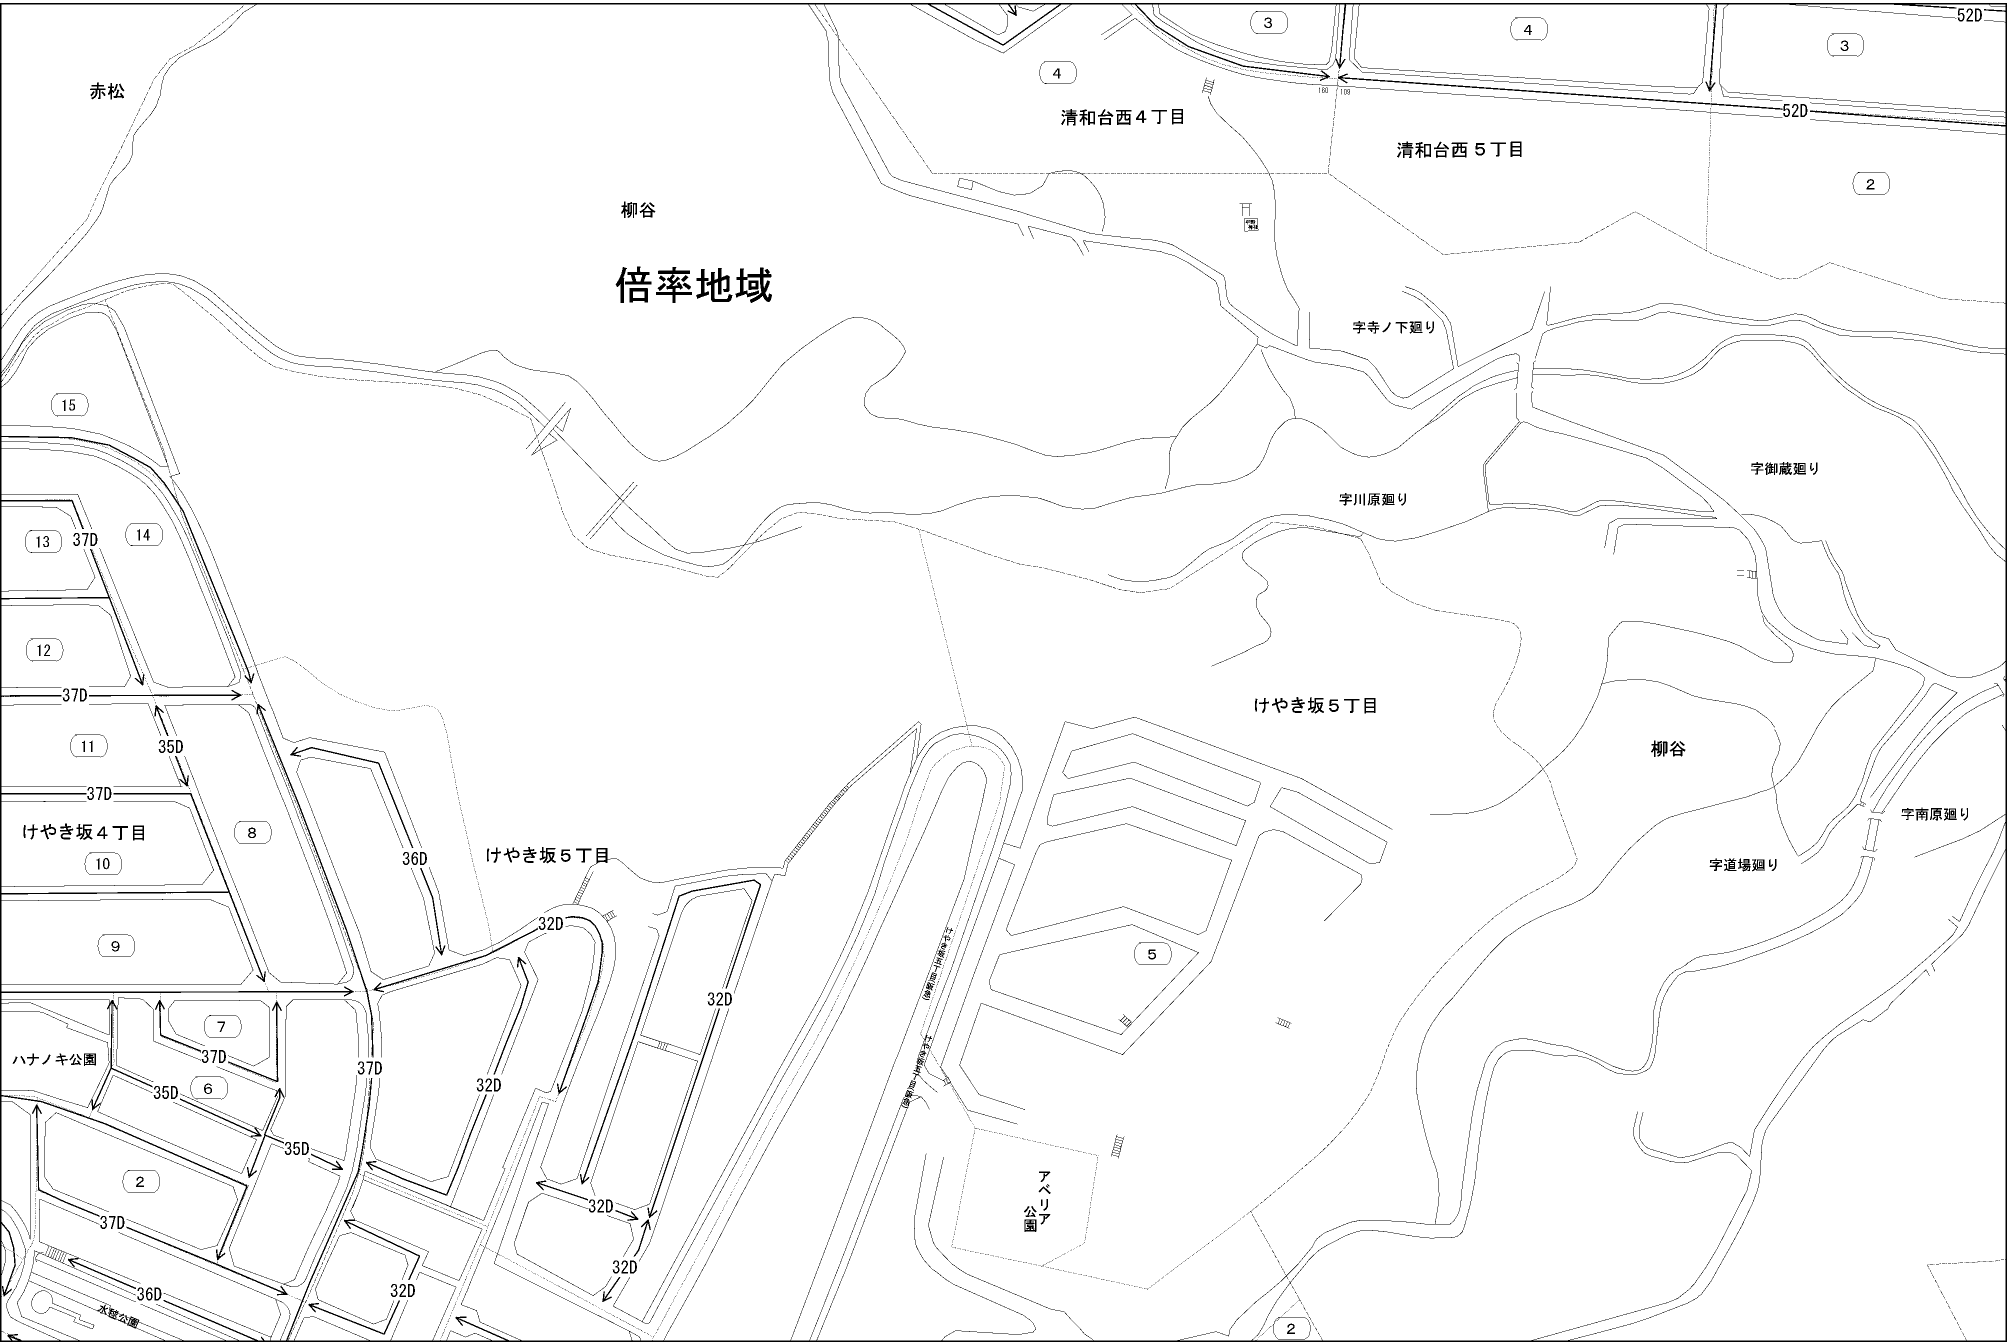 52D
3
4
3
赤松
4
160
109
52D
清和台西４丁目
清和台西５丁目
2
柳谷
倍率地域
字寺ノ下廻り
15
字御蔵廻り
字川原廻り
13
37D
14
12
37D
けやき坂５丁目
11
35D
柳谷
37D
字南原廻り
けやき坂４丁目
8
36D
けやき坂５丁目
10
字道場廻り
32D
9
5
32D
7
37D
ハナノキ公園
37D
32D
6
35D
35D
2
アベリア
公園
32D
37D
32D
36D
32D
2